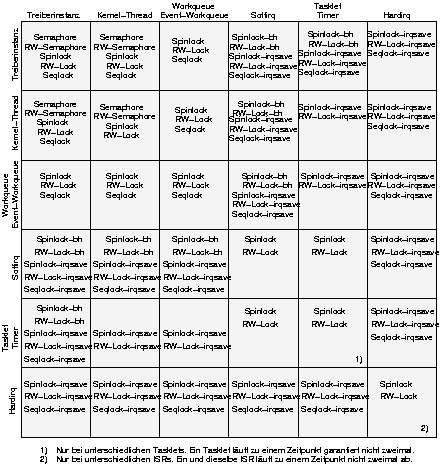 Treiberinstanz
Kernel–Thread
Workqueue
Event–Workqueue
Softirq
Tasklet
Timer
Hardirq
Treiberinstanz
Semaphore
RW–Semaphore
Spinlock
RW–Lock
Seqlock
Semaphore
RW–Semaphore
Spinlock
RW–Lock
Seqlock
Spinlock
RW–Lock
Seqlock
Spinlock–bh
RW–Lock–bh
Spinlock–irqsave
RW–Lock–irqsave
Seqlock–irqsave
Spinlock–bh
RW–Lock–bh
Spinlock–irqsave
RW–Lock–irqsave
Seqlock–irqsave
Spinlock–irqsave
RW–Lock–irqsave
Seqlock–irqsave
Kernel–Thread
Semaphore
RW–Semaphore
Spinlock
RW–Lock
Seqlock
Semaphore
RW–Semaphore
Spinlock
RW–Lock
Spinlock
RW–Lock
Seqlock
Spinlock–bh
RW–Lock–bh
Spinlock–irqsave
RW–Lock–irqsave
Seqlock–irqsave
Spinlock–irqsave
RW–Lock–irqsave
Spinlock–irqsave
RW–Lock–irqsave
Seqlock–irqsave
Workqueue
Event–Workqueue
Spinlock
RW–Lock
Seqlock
Spinlock
RW–Lock
Seqlock
Spinlock
RW–Lock
Seqlock
Spinlock–bh
RW–Lock–bh
Spinlock–irqsave
RW–Lock–irqsave
Seqlock–irqsave
Spinlock–irqsave
RW–Lock–irqsave
Spinlock–irqsave
RW–Lock–irqsave
Seqlock–irqsave
Softirq
Spinlock–bh
RW–Lock–bh
Spinlock–irqsave
RW–Lock–irqsave
Seqlock–irqsave
Spinlock–bh
RW–Lock–bh
Spinlock–irqsave
RW–Lock–irqsave
Seqlock–irqsave
Spinlock–bh
RW–Lock–bh
Spinlock–irqsave
RW–Lock–irqsave
Seqlock–irqsave
Spinlock
RW–Lock
Spinlock
RW–Lock
Spinlock–irqsave
RW–Lock–irqsave
Seqlock–irqsave
Tasklet
Timer
Spinlock–bh
RW–Lock–bh
Spinlock–irqsave
RW–Lock–irqsave
Seqlock–irqsave
Spinlock–irqsave
RW–Lock–irqsave
Spinlock–irqsave
RW–Lock–irqsave
Spinlock
RW–Lock
Spinlock
RW–Lock
1)
Spinlock–irqsave
RW–Lock–irqsave
Seqlock–irqsave
Hardirq
Spinlock–irqsave
RW–Lock–irqsave
Seqlock–irqsave
Spinlock–irqsave
RW–Lock–irqsave
Seqlock–irqsave
Spinlock–irqsave
RW–Lock–irqsave
Seqlock–irqsave
Spinlock–irqsave
RW–Lock–irqsave
Seqlock–irqsave
Spinlock–irqsave
RW–Lock–irqsave
Seqlock–irqsave
Spinlock
RW–Lock
2)
1) Nur bei unterschiedlichen Tasklets. Ein Tasklet läuft zu einem Zeitpunkt garantiert nicht zweimal.
2) Nur bei unterschiedlichen ISRs. Ein und dieselbe ISR läuft zu einem Zeitpunkt nicht zweimal ab.